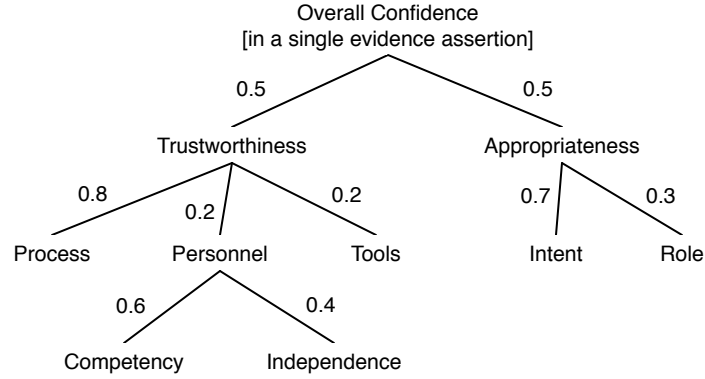 Overall Confidence
[in a single evidence assertion]
0.5 0.5
Trustworthiness Appropriateness
0.8 0.2 0.2 0.7 0.3
Process Personnel Tools Intent Role
0.6 0.4
Competency Independence